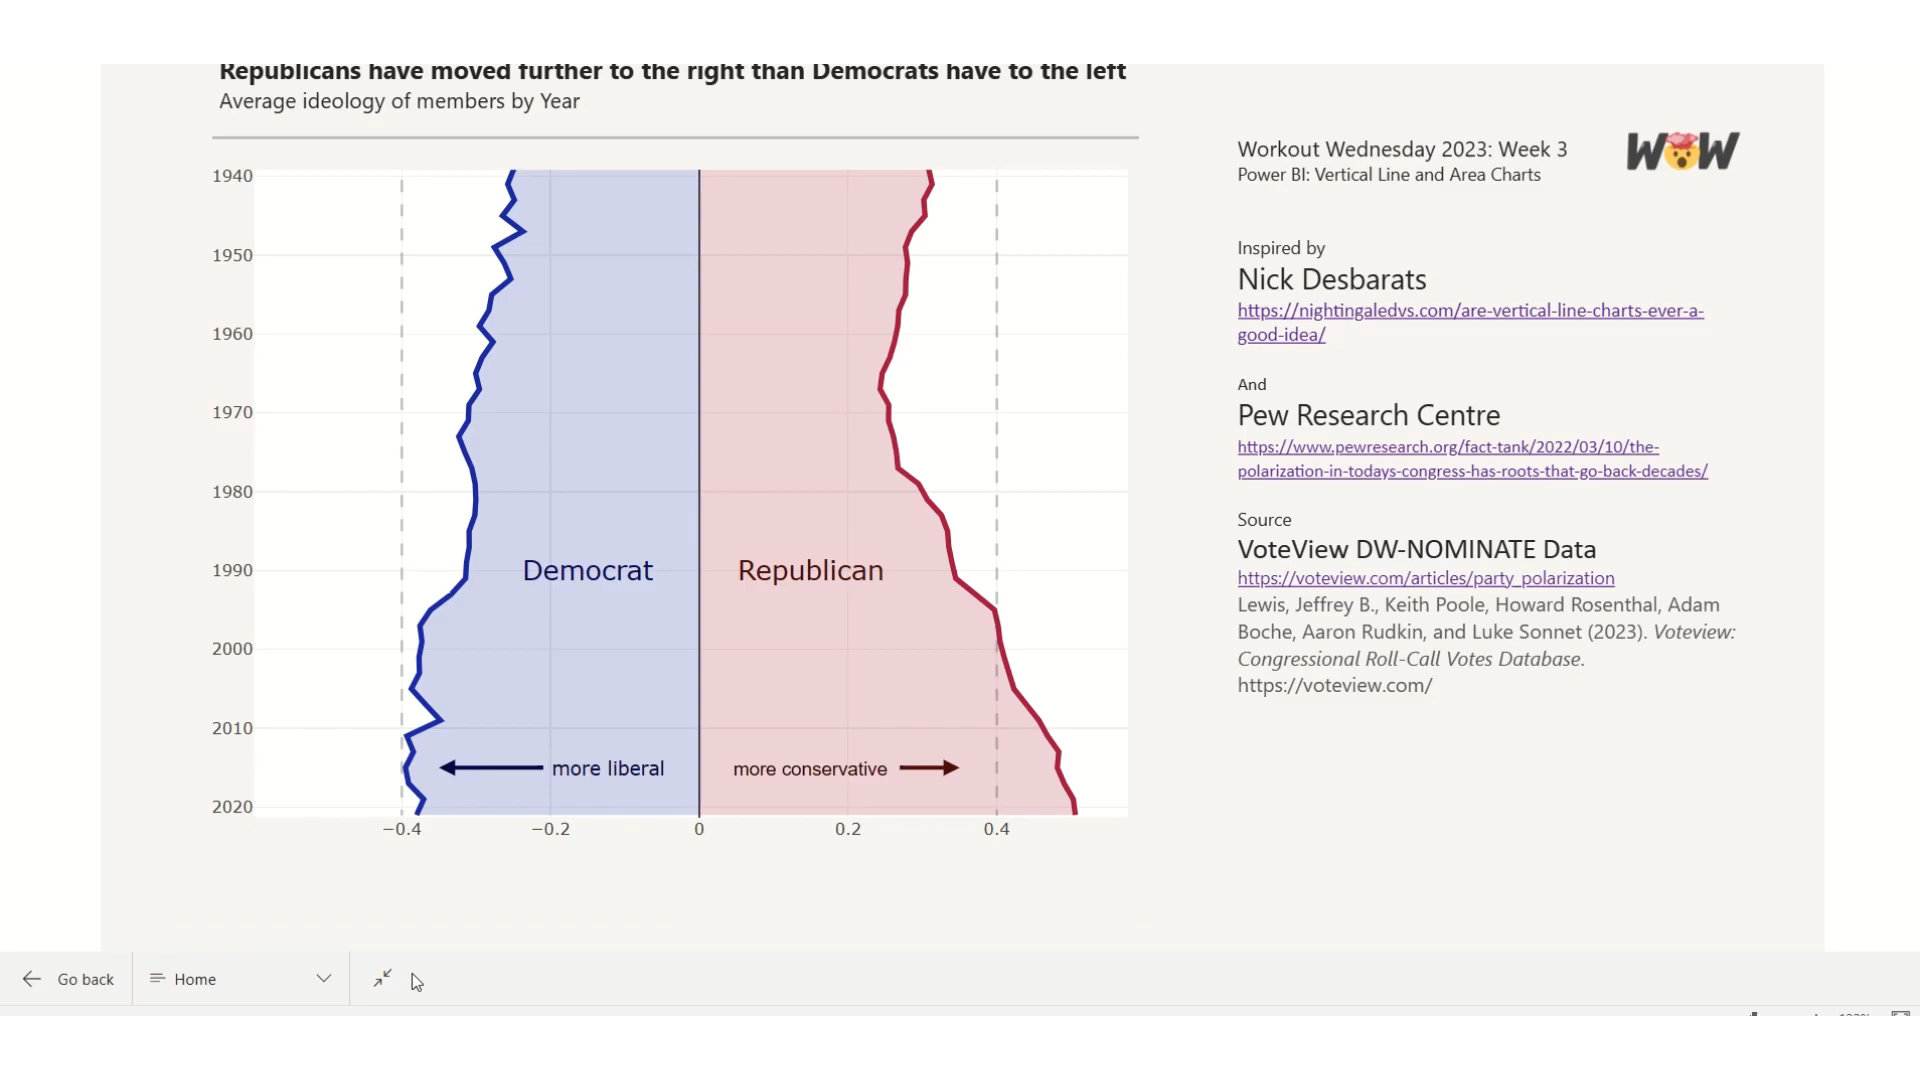 Republicans have moved further to the right than Democrats have to the left
Average ideology of members by Year
1940
1950
1960
1970
1980
1990
2000
2010
2020
Democrat
Republican
more liberal
more conservative
−0.4
−0.2
0
0.2
0.4
Workout Wednesday 2023: Week 3
Power BI: Vertical Line and Area Charts
W🤯W
Inspired by
Nick Desbarats
https://nightingaledvs.com/are-vertical-line-charts-ever-a-
good-idea/
And
Pew Research Centre
https://www.pewresearch.org/fact-tank/2022/03/10/the-
polarization-in-todays-congress-has-roots-that-go-back-decades/
Source
VoteView DW-NOMINATE Data
https://voteview.com/articles/party_polarization
Lewis, Jeffrey B., Keith Poole, Howard Rosenthal, Adam
Boche, Aaron Rudkin, and Luke Sonnet (2023). Voteview:
Congressional Roll-Call Votes Database.
https://voteview.com/
Go back
Home